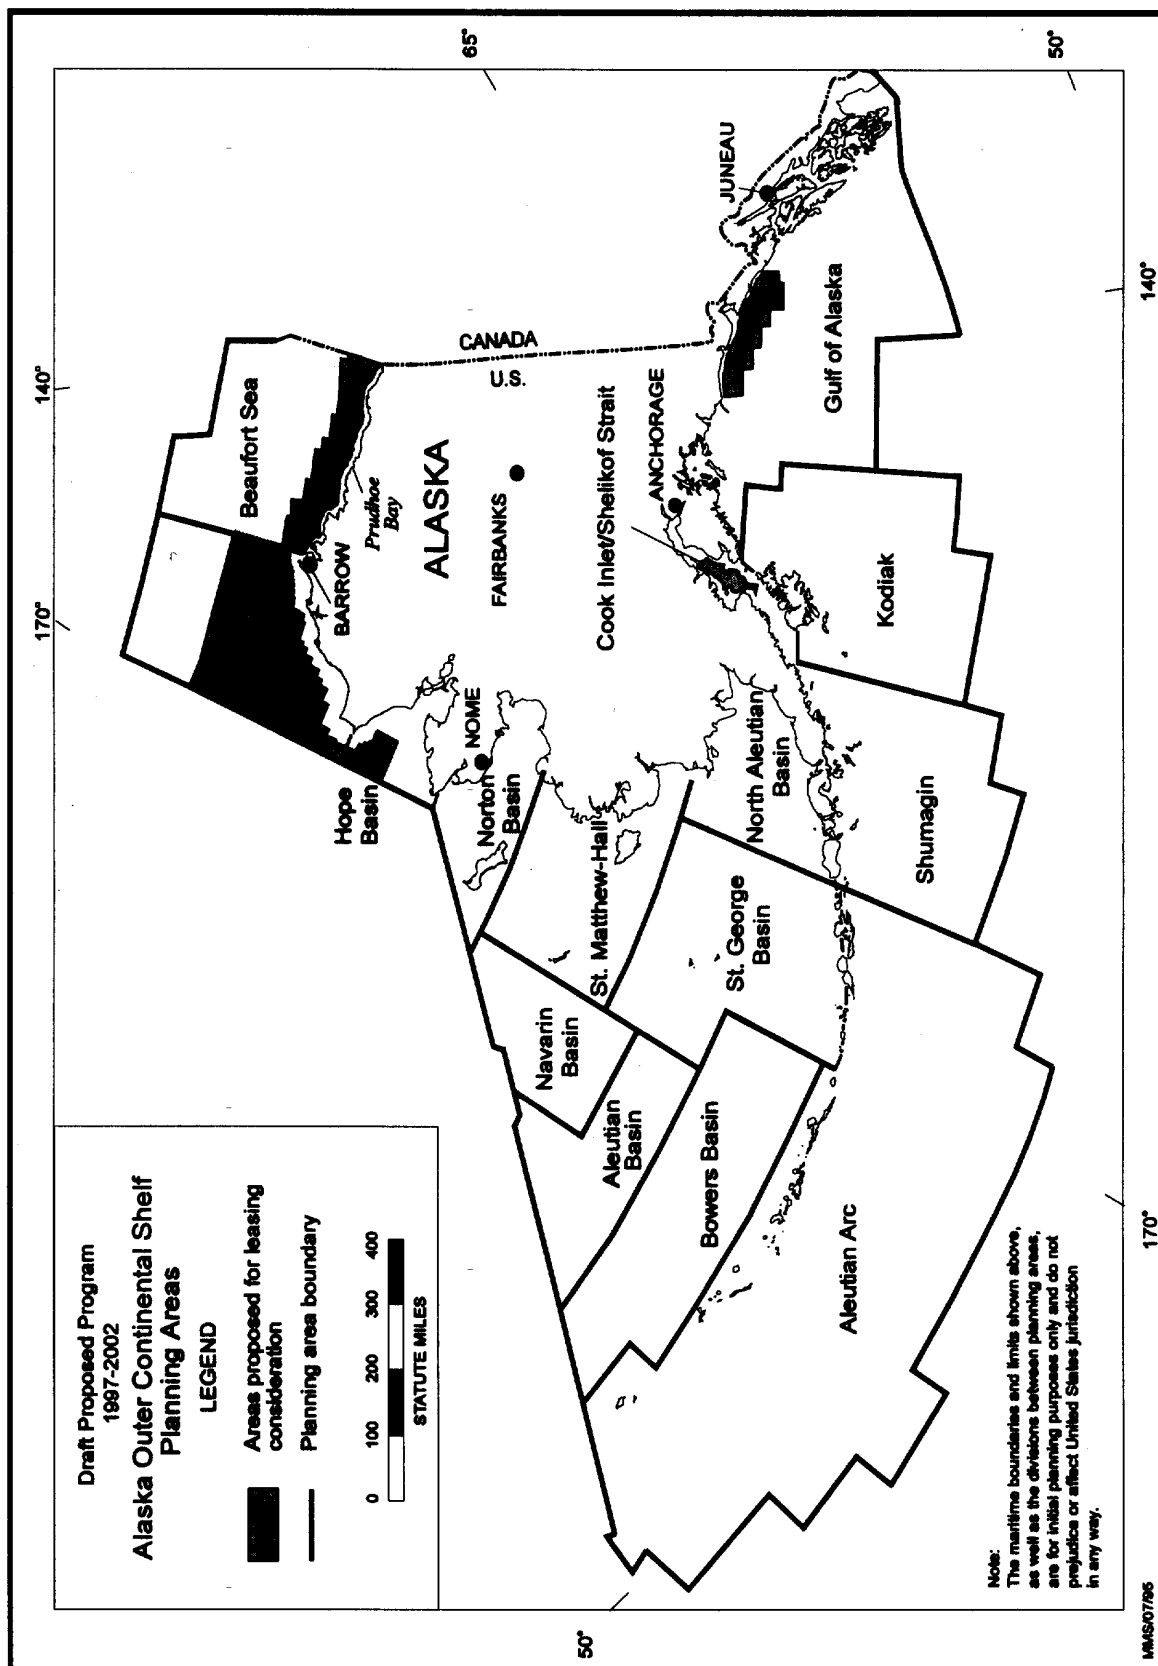 Draft Proposed Program
1997-2002
Alaska Outer Continental Shelf
Planning Areas
LEGEND
Areas proposed for leasing
consideration
Planning area boundary
0 100 200 300 400
STATUTE MILES
170°
140°
65°
50°
50°
170°
140°
Beaufort Sea
BARROW
Prudhoe
Bay
ALASKA
CANADA
U.S.
FAIRBANKS
Hope
Basin
NOME
Norton
Basin
Cook Inlet/Shelikof Strait
ANCHORAGE
JUNEAU
Navarin
Basin
St. Matthew-Hall
Aleutian
Basin
St. George
Basin
North Aleutian
Basin
Bowers Basin
Gulf of Alaska
Kodiak
Shumagin
Aleutian Arc
Note:
The maritime boundaries and limits shown above,
as well as the divisions between planning areas,
are for initial planning purposes only and do not
prejudice or affect United States jurisdiction
in any way.
MMS/07/95